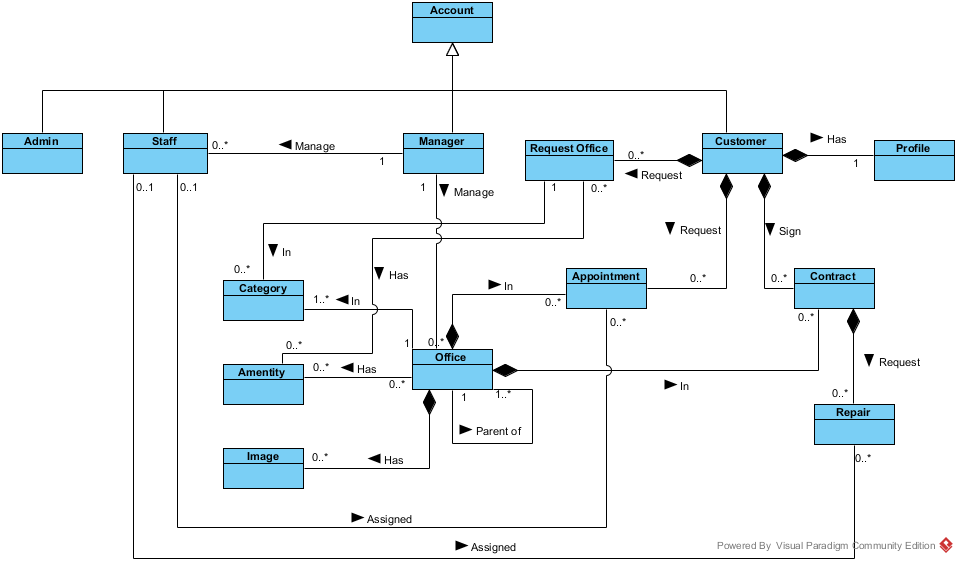 Account
Admin
Staff
0..*
Manage
1
Manager
Request Office
0..*
Request
Customer
Has
1
Profile
0..1
0..1
1
Manage
1
0..*
Request
Sign
In
0..*
Category
Has
1..*
In
In
0..*
Appointment
0..*
0..*
Contract
0..*
0..*
0..*
1
0..*
Office
Amentity
0..*
Has
0..*
1
1..*
In
Request
0..*
Repair
Parent of
Image
0..*
Has
0..*
Assigned
Assigned
Powered By Visual Paradigm Community Edition